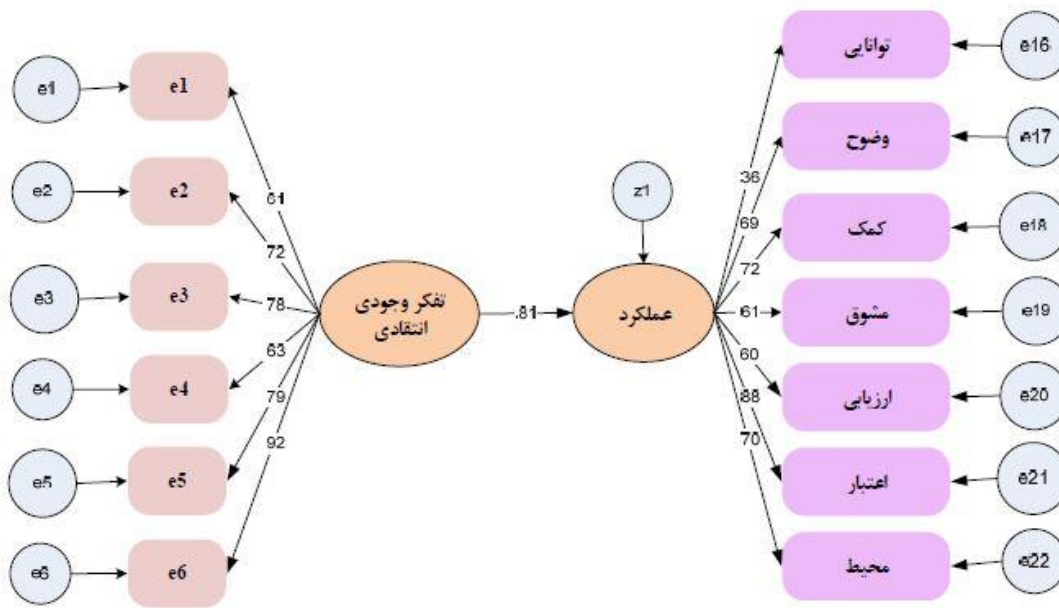 e1
e1
e2
e2
e3
e3
e4
e4
e5
e5
e6
e6
61
72
78
63
79
92
تفکر وجودی
انتقادی
.81
z1
عملکرد
36
69
72
61
60
88
70
توانایی
e16
وضوح
e17
کمک
e18
مشوق
e19
ارزیابی
e20
اعتبار
e21
محیط
e22